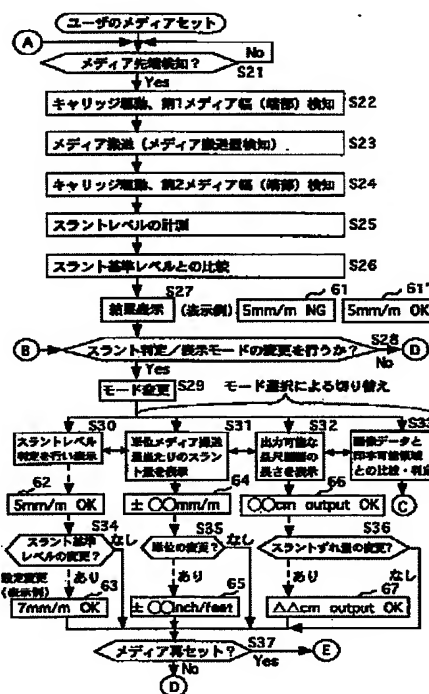 ユーザのメディアセット
A
No
メディア先端検知? S21
Yes
キャリッジ駆動、第1メディア幅(端部)検知 S22
メディア搬送(メディア搬送量検知) S23
キャリッジ駆動、第2メディア幅(端部)検知 S24
スラントレベルの計測 S25
スラント基準レベルとの比較 S26
S27 61 61'
結果表示 (表示例) 5mm/m NG 5mm/m OK
B スラント判定/表示モードの変更を行うか? S28 D
Yes No
モード変更 S29 モード選択による切り替え
S30 S31 S32 S33
スラントレベル判定を行い表示
単位メディア搬送量当たりのスラント量を表示
出力可能な長尺画面の長さを表示
画像データと印字可能領域との比較・判定
62 64 66 C
5mm/m OK ± ○○mm/m ○○cm output OK
S34 S35 S36
スラント基準レベルの変更? なし
単位の変更? なし
スラントずれ量の変更? なし
設定変更 (表示例) あり 63 あり 65 あり 67
7mm/m OK ± ○○inch/feet △△cm output OK
メディア再セット? S37 Yes E
No
D